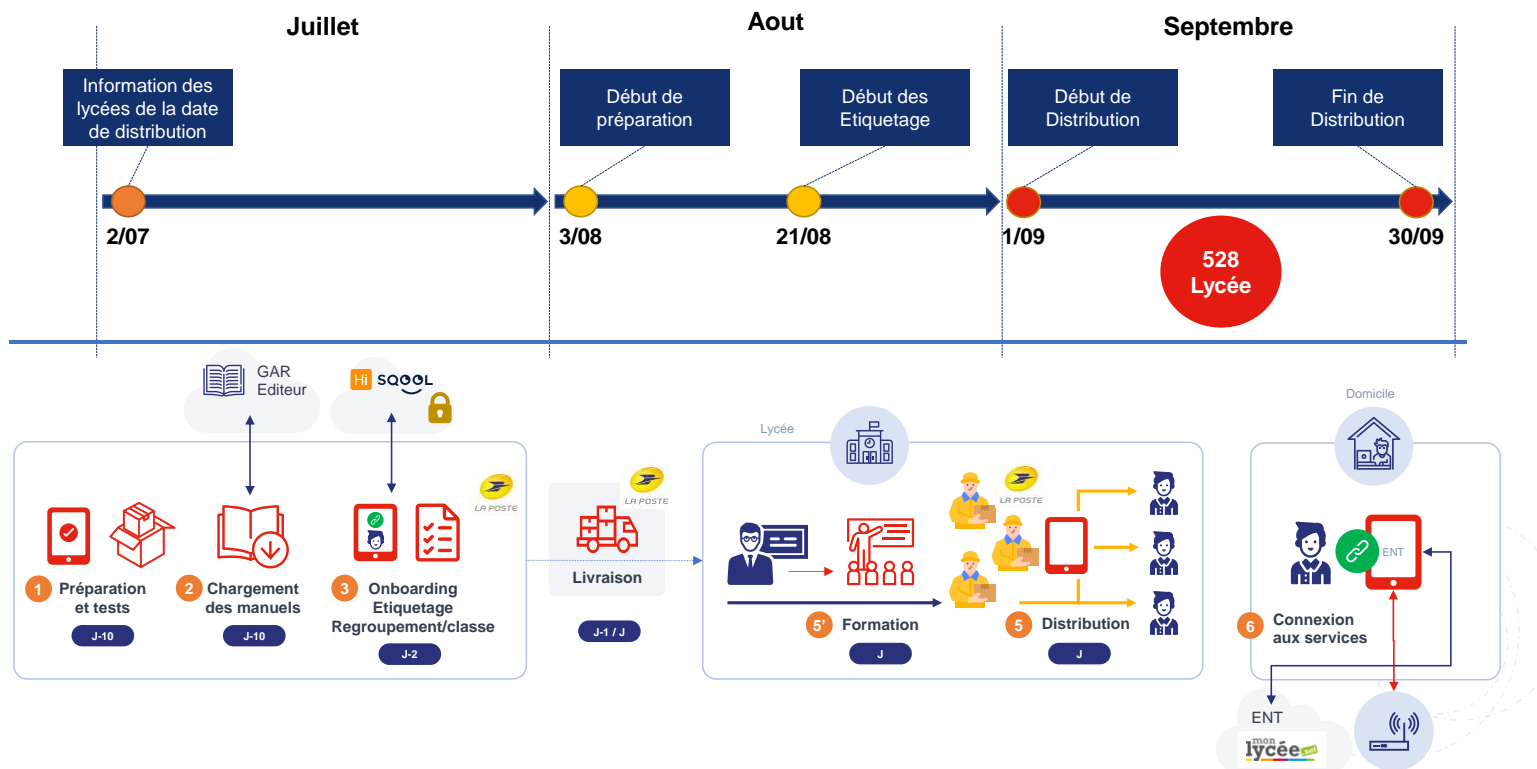 Juillet
Aout
Septembre
Information des
lycées de la date
de distribution
Début de
préparation
Début des
Etiquetage
Début de
Distribution
Fin de
Distribution
2/07
3/08
21/08
1/09
30/09
528
Lycée
GAR
Editeur
Hi SQOOL
Lycée
Domicile
LA POSTE
1 Préparation
et tests
J-10
2 Chargement
des manuels
J-10
3 Onboarding
Etiquetage
Regroupement/classe
J-2
LA POSTE
Livraison
J-1 / J
LA POSTE
5' Formation
J
5 Distribution
J
ENT
6 Connexion
aux services
ENT
mon
lycée.net